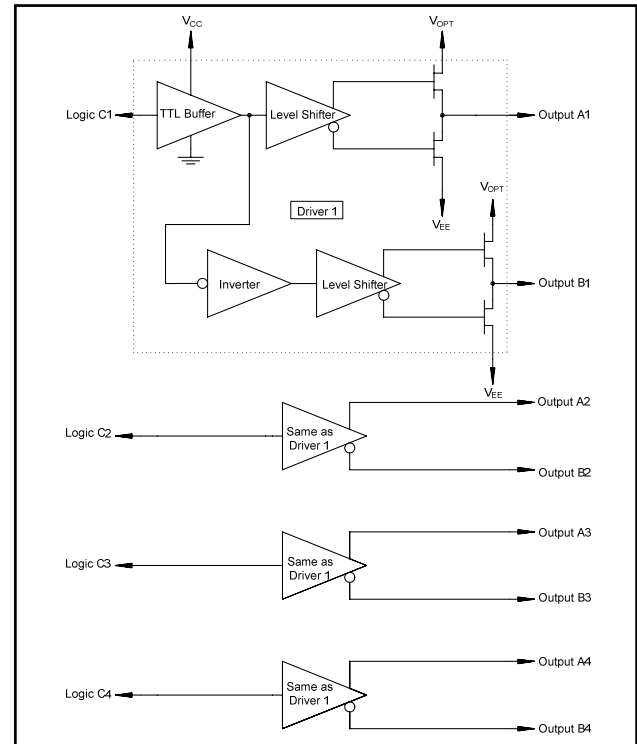 VCC
VOPT
Logic C1
TTL Buffer
Level Shifter
Output A1
Driver 1
VEE
VOPT
Inverter
Level Shifter
Output B1
VEE
Output A2
Logic C2
Same as
Driver 1
Output B2
Output A3
Logic C3
Same as
Driver 1
Output B3
Output A4
Logic C4
Same as
Driver 1
Output B4